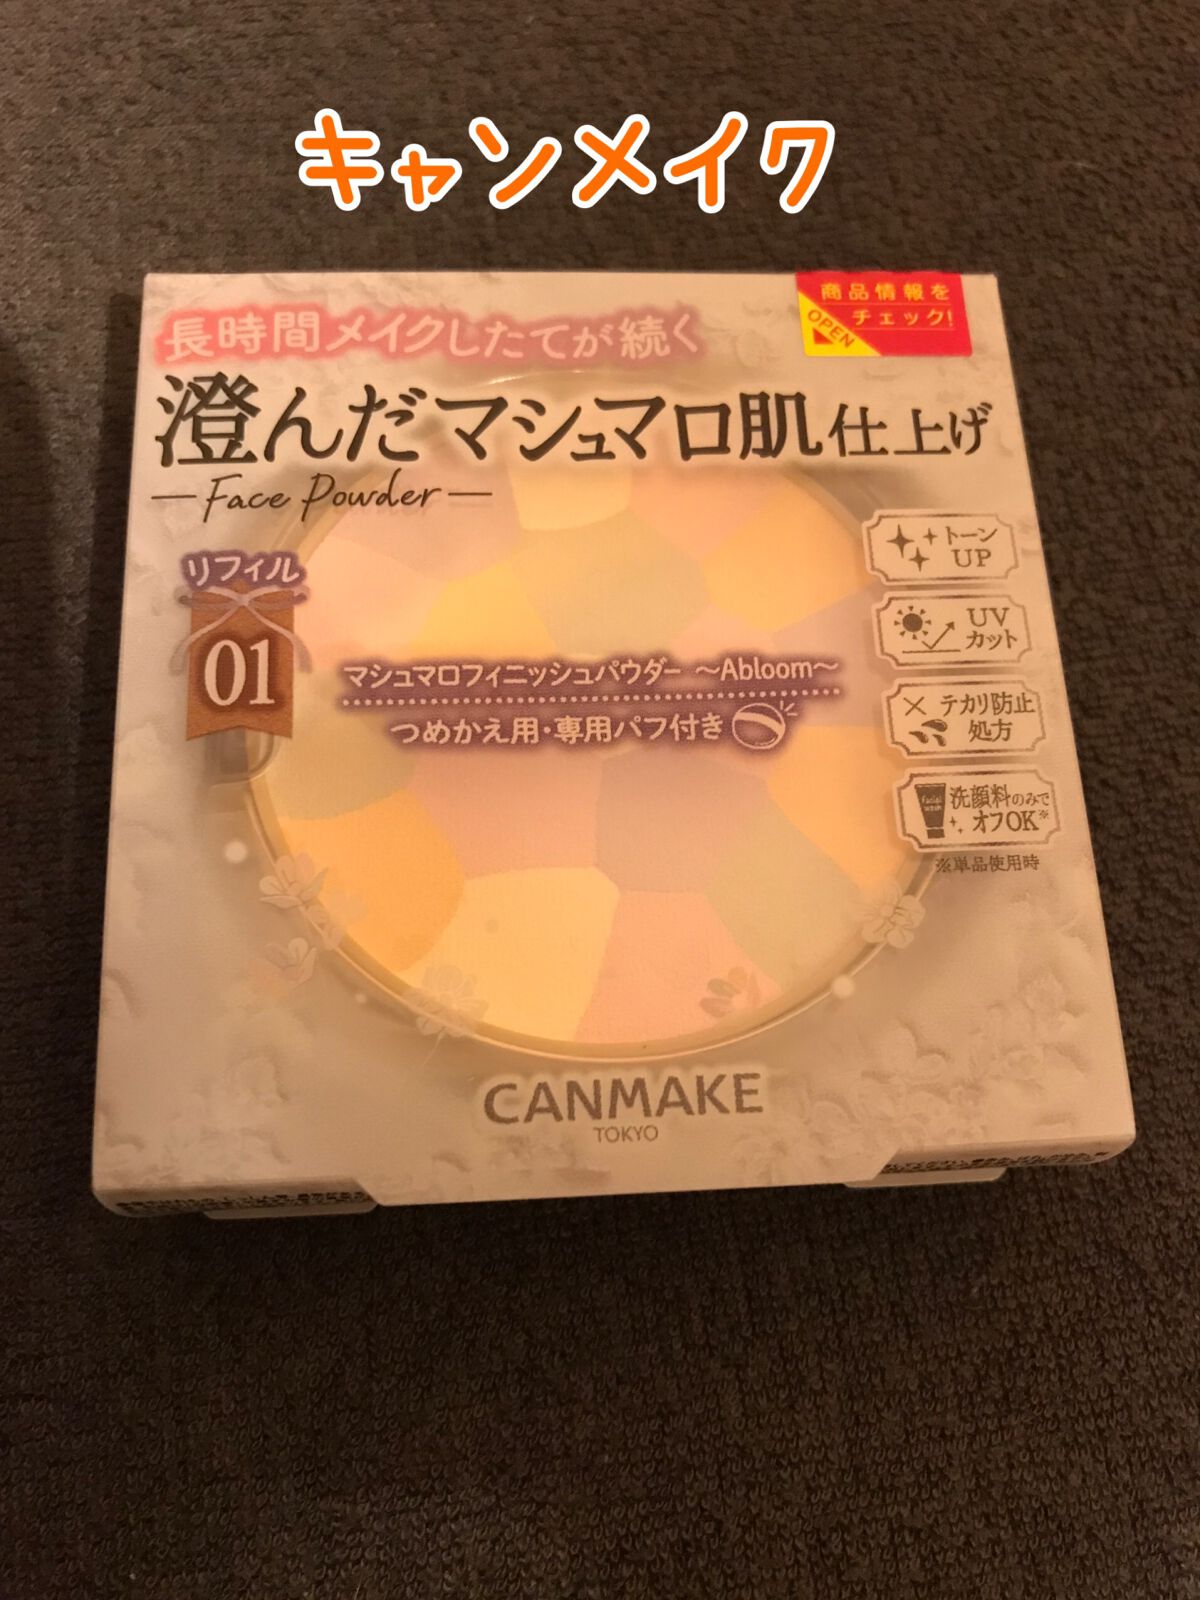 キャンメイク
商品情報を
チェック!
OPEN
長時間メイクしたてが続く
澄んだマシュマロ肌仕上げ
—Face Powder—
トーン
UP
リフィル
01
UV
カット
マシュマロフィニッシュパウダー ～Abloom～
つめかえ用・専用パフ付き
テカリ防止
処方
Facial
wash
洗顔料のみで
オフOK※
※単品使用時
CANMAKE
TOKYO